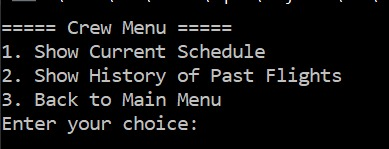 ===== Crew Menu =====
1. Show Current Schedule
2. Show History of Past Flights
3. Back to Main Menu
Enter your choice: